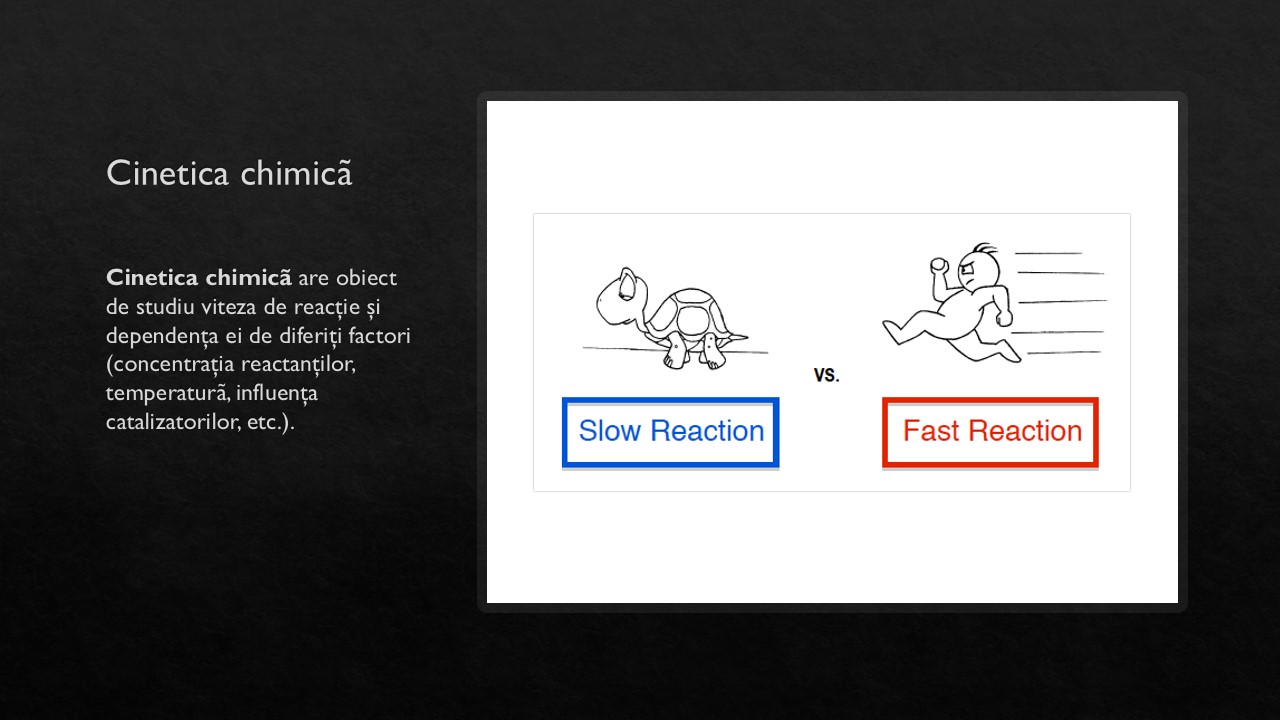 Cinetica chimicã
Cinetica chimicã are obiect
de studiu viteza de reacție și
dependența ei de diferiți factori
(concentrația reactanților,
temperaturã, influența
catalizatorilor, etc.).
vs.
Slow Reaction
Fast Reaction